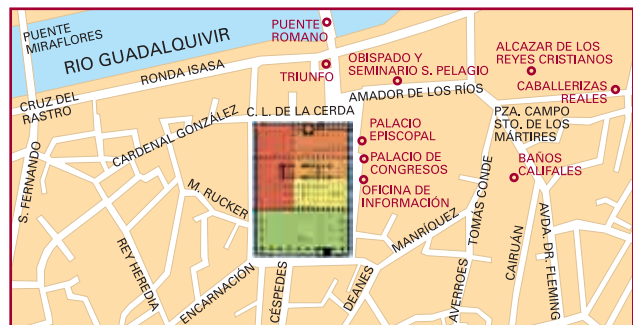 PUENTE
MIRAFLORES
RIO GUADALQUIVIR
PUENTE
ROMANO
RONDA ISASA
TRIUNFO
OBISPADO Y
SEMINARIO S. PELAGIO
ALCAZAR DE LOS
REYES CRISTIANOS
CABALLERIZAS
REALES
CRUZ DEL
RASTRO
C. L. DE LA CERDA
AMADOR DE LOS RÍOS
PZA. CAMPO
STO. DE LOS
MÁRTIRES
S. FERNANDO
CARDENAL GONZÁLEZ
PALACIO
EPISCOPAL
PALACIO DE
CONGRESOS
OFICINA DE
INFORMACIÓN
BAÑOS
CALIFALES
M. RUCKER
REY HEREDIA
ENCARNACIÓN
CÉSPEDES
DEANES
MANRÍQUEZ
TOMÁS CONDE
AVERROES
CAIRUÁN
AVDA. DR. FLEMING